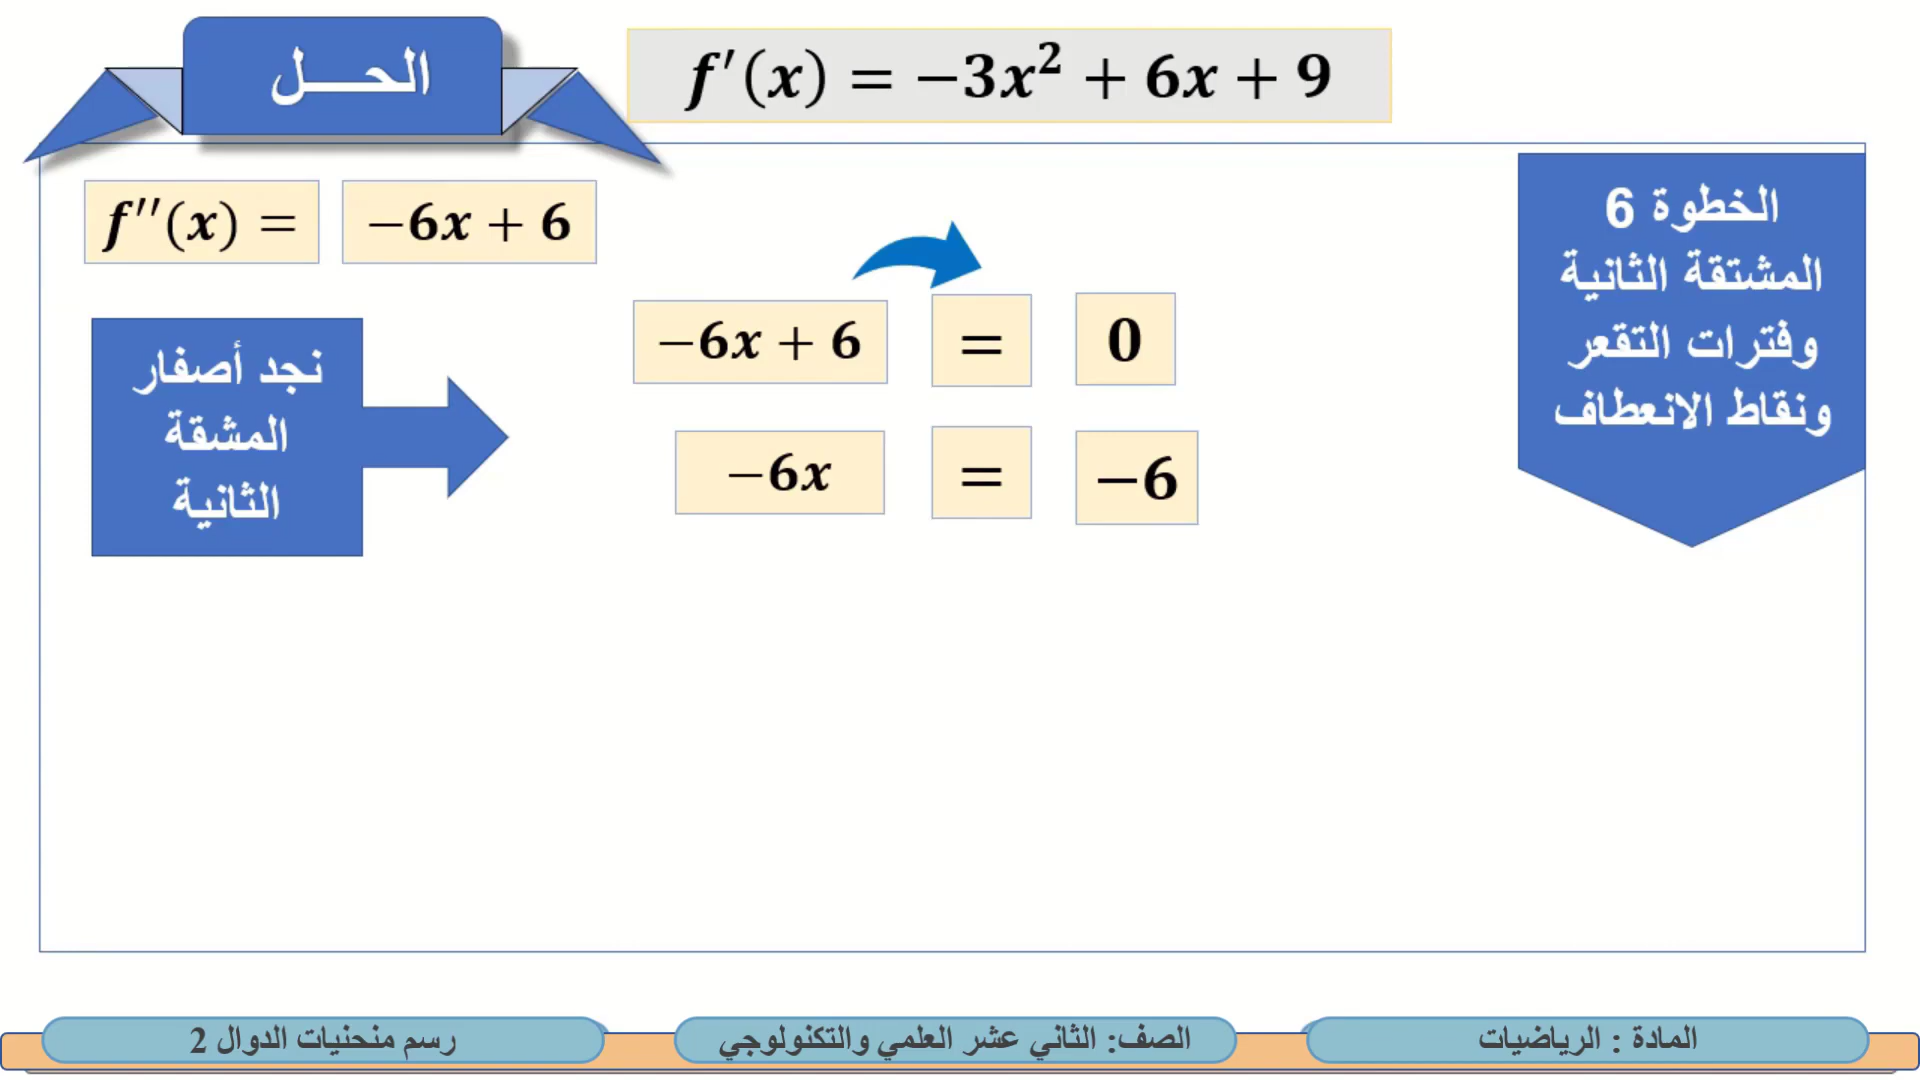 الحـــل
f′(x) = −3x² + 6x + 9
الخطوة 6
المشتقة الثانية
وفترات التقعر
ونقاط الانعطاف
f′′(x) = −6x + 6
نجد أصفار
المشقة
الثانية
−6x + 6 = 0
−6x = −6
المادة : الرياضيات
الصف: الثاني عشر العلمي والتكنولوجي
رسم منحنيات الدوال 2